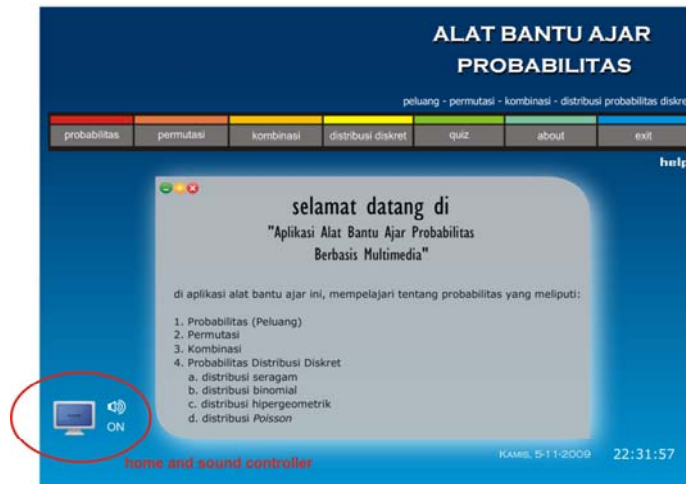 ALAT BANTU AJAR
PROBABILITAS
peluang - permutasi - kombinasi - distribusi probabilitas diskre
probabilitas permutasi kombinasi distribusi diskret quiz about exit
help
selamat datang di
"Aplikasi Alat Bantu Ajar Probabilitas
Berbasis Multimedia"
di aplikasi alat bantu ajar ini, mempelajari tentang probabilitas yang meliputi:
1. Probabilitas (Peluang)
2. Permutasi
3. Kombinasi
4. Probabilitas Distribusi Diskret
a. distribusi seragam
b. distribusi binomial
c. distribusi hipergeometrik
d. distribusi Poisson
ON
home and sound controller
KAMIS, 5-11-2009 22:31:57